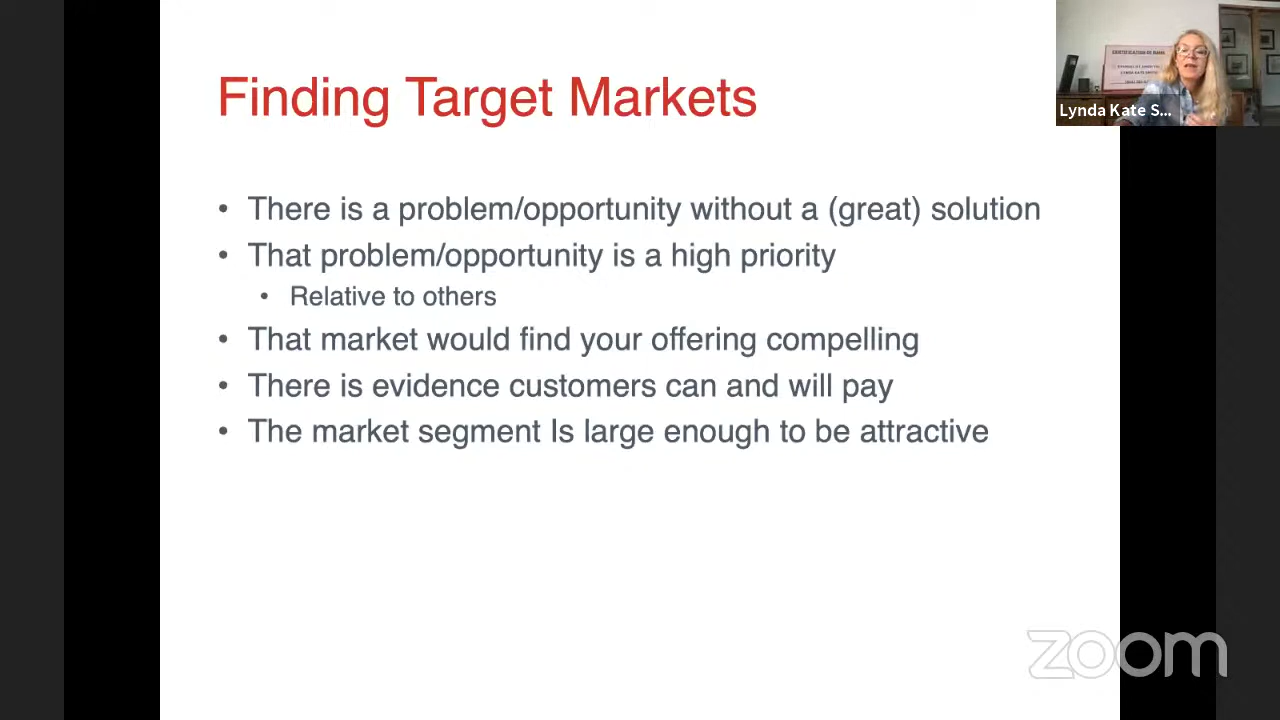 Finding Target Markets
• There is a problem/opportunity without a (great) solution
• That problem/opportunity is a high priority
• Relative to others
• That market would find your offering compelling
• There is evidence customers can and will pay
• The market segment Is large enough to be attractive
Lynda Kate S...
zoom